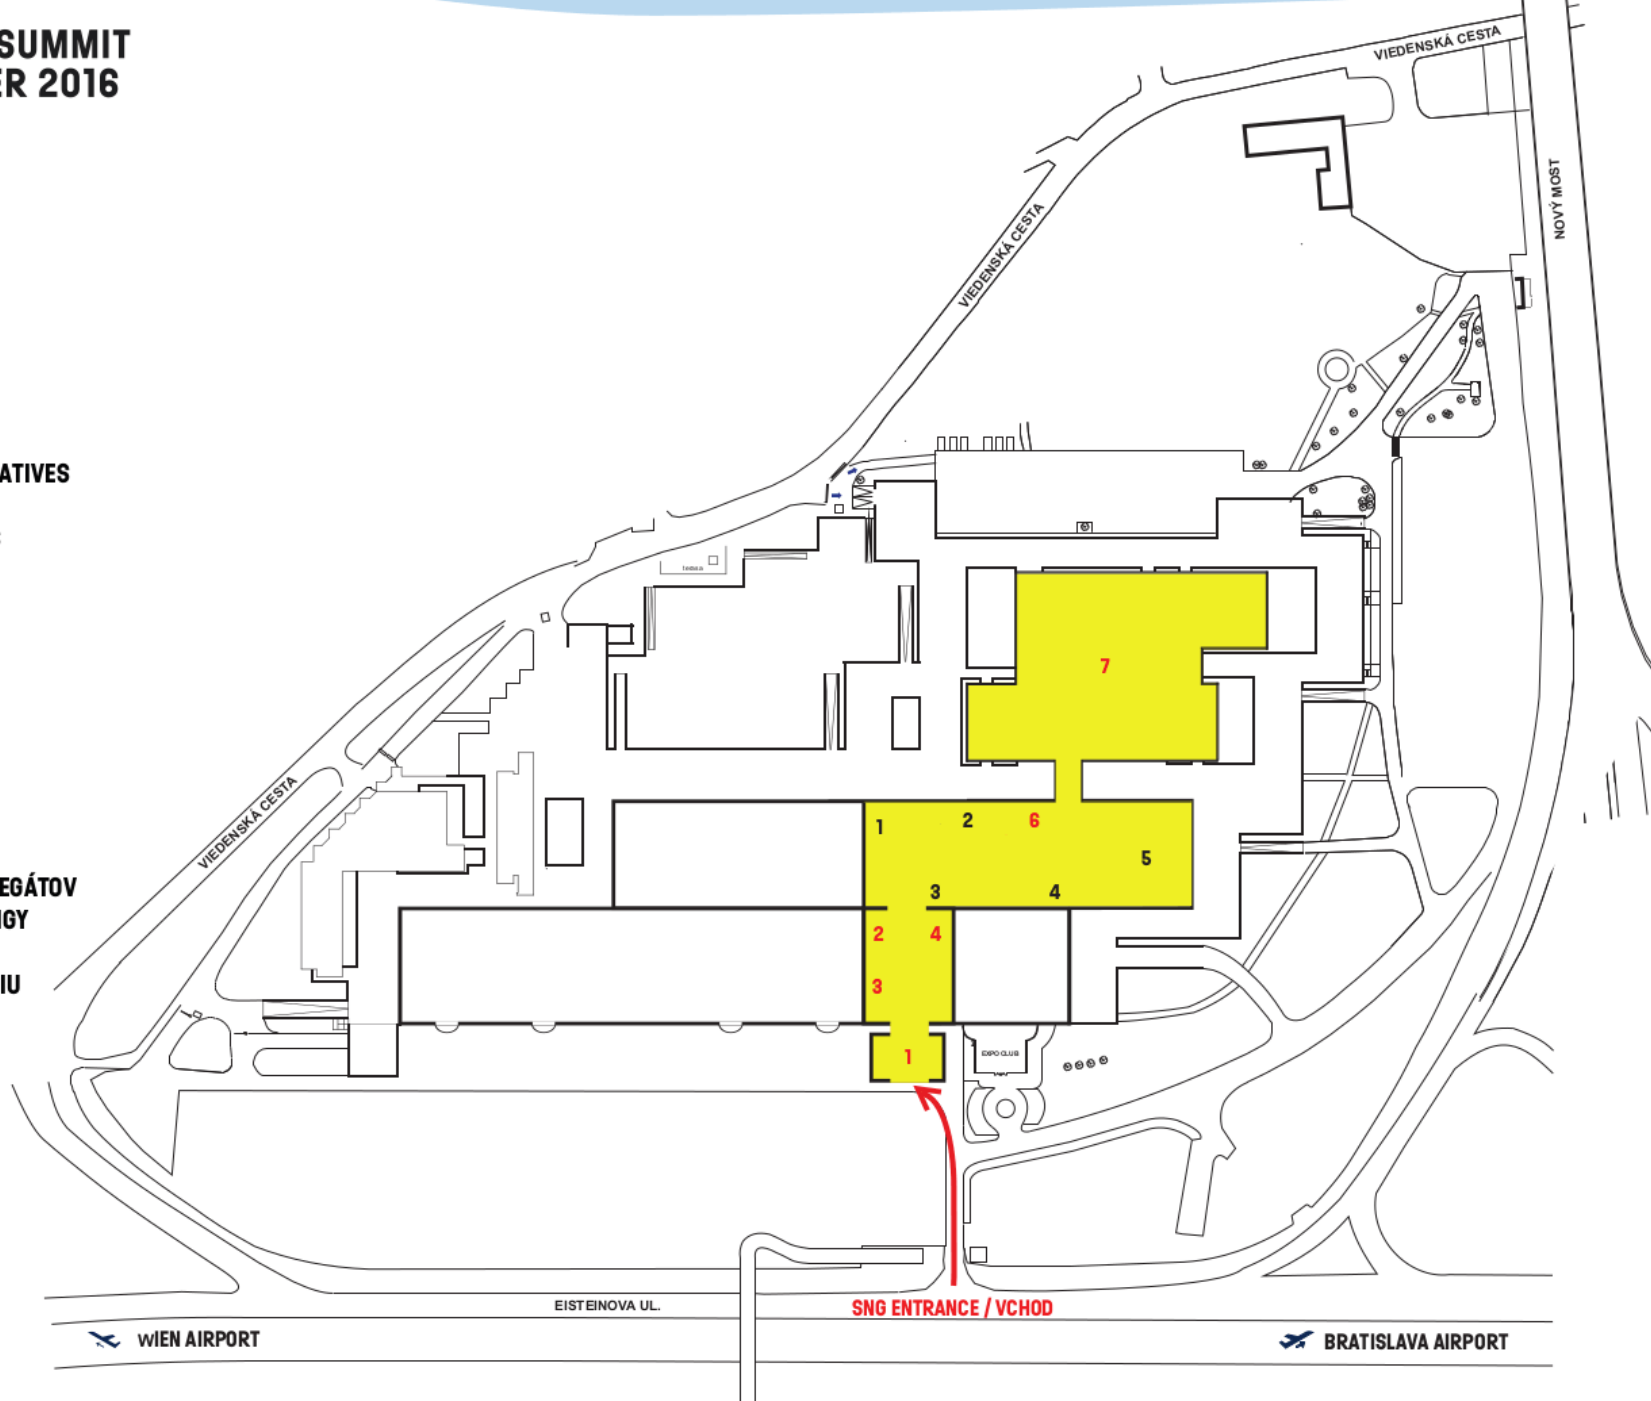 SUMMIT
ER 2016
VIEDENSKÁ CESTA
NOVÝ MOST
VIEDENSKÁ CESTA
ATIVES
7
VIEDENSKÁ CESTA
1
2
6
5
3
4
EGÁTOV
IGY
2
4
IU
3
EXPO CLUB
1
EISTEINOVA UL.
SNG ENTRANCE / VCHOD
WIEN AIRPORT
BRATISLAVA AIRPORT